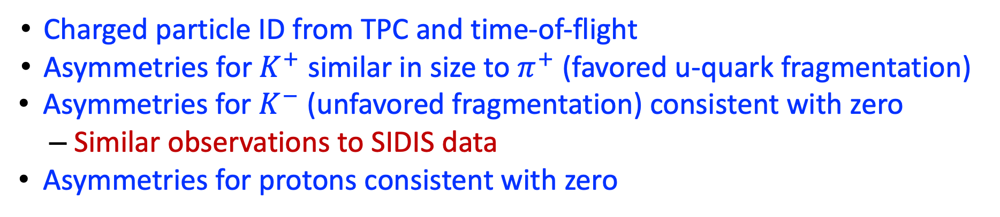 • Charged particle ID from TPC and time-of-flight
• Asymmetries for K⁺ similar in size to π⁺ (favored u-quark fragmentation)
• Asymmetries for K⁻ (unfavored fragmentation) consistent with zero
– Similar observations to SIDIS data
• Asymmetries for protons consistent with zero